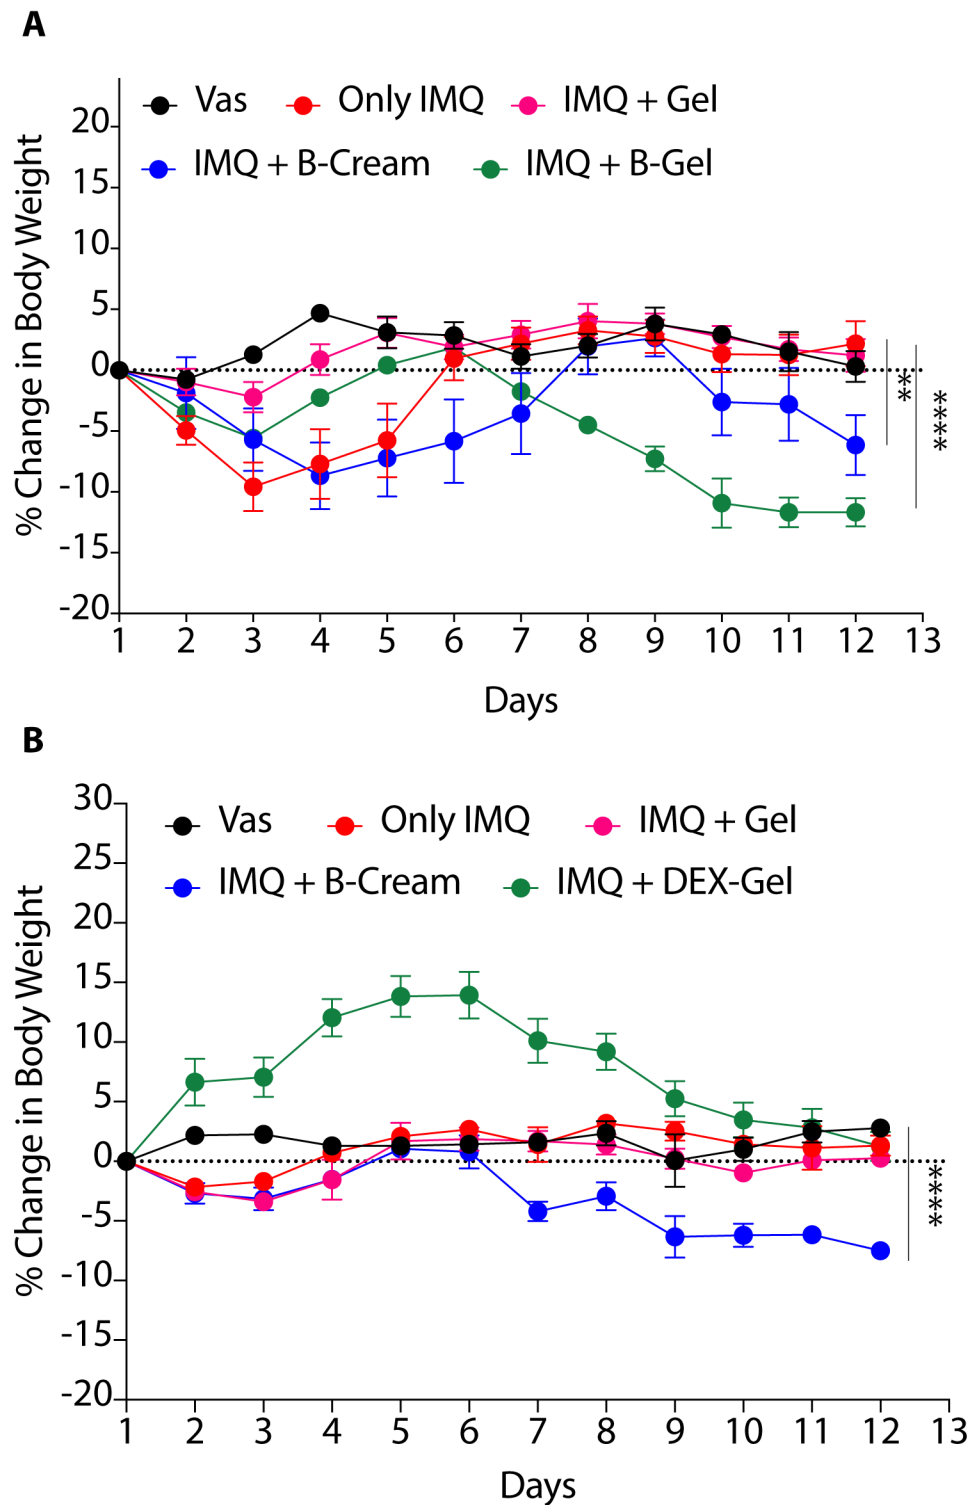 A
Vas Only IMQ IMQ + Gel
IMQ + B-Cream IMQ + B-Gel
% Change in Body Weight
20
15
10
5
0
-5
-10
-15
-20
**
****
1 2 3 4 5 6 7 8 9 10 11 12 13
Days
B
Vas Only IMQ IMQ + Gel
IMQ + B-Cream IMQ + DEX-Gel
% Change in Body Weight
30
25
20
15
10
5
0
-5
-10
-15
-20
****
1 2 3 4 5 6 7 8 9 10 11 12 13
Days